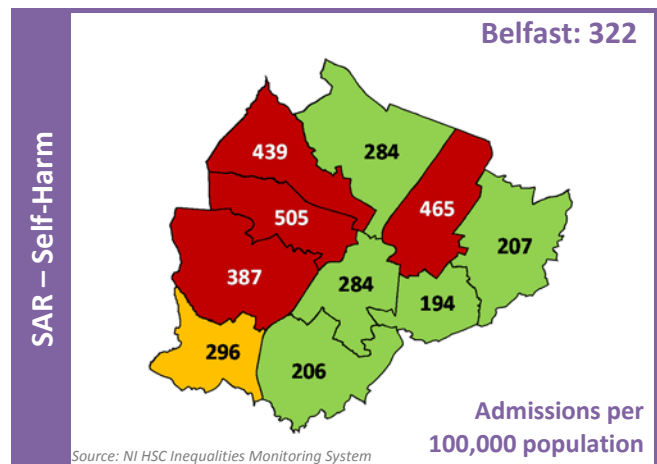 SAR – Self-Harm
Belfast: 322
439
284
505
465
207
387
284
194
296
206
Admissions per
100,000 population
Source: NI HSC Inequalities Monitoring System